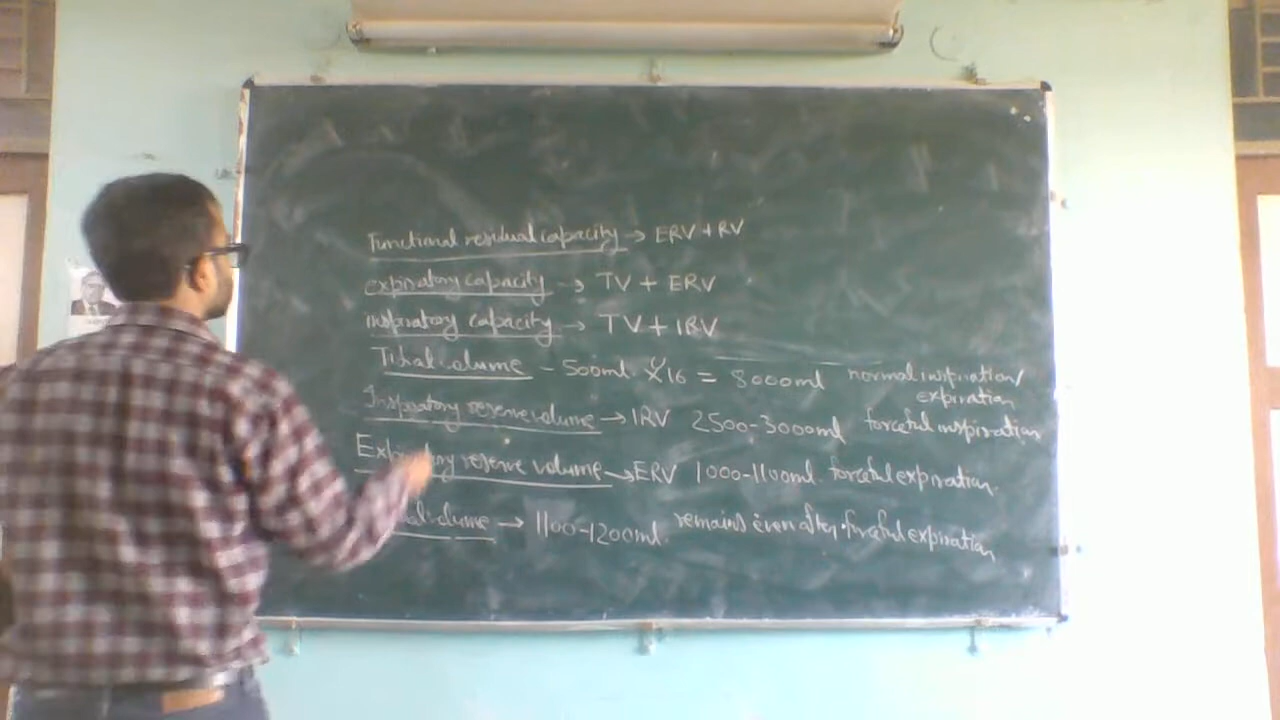 Functional residual capacity → ERV + RV
expiratory capacity → TV + ERV
inspiratory capacity → TV + IRV
Tidal volume - 500ml. X16 = 8000ml normal inspiration/
expiration
Inspiratory reserve volume → IRV 2500-3000ml forceful inspiration
Expiratory reserve volume → ERV 1000-1100ml. forceful expiration.
volume → 1100-1200ml. remains even after forceful expiration